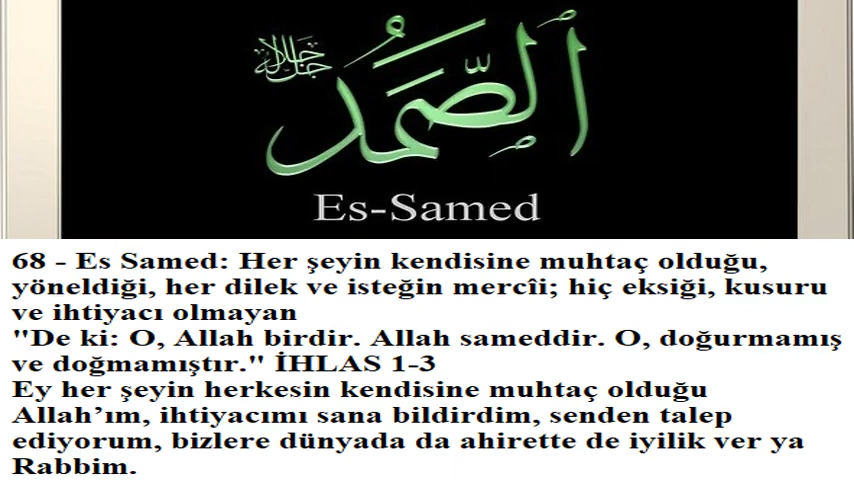 اَلصَّمَدُ
جل جلاله
Es-Samed
68 - Es Samed: Her şeyin kendisine muhtaç olduğu,
yöneldiği, her dilek ve isteğin mercîi; hiç eksiği, kusuru
ve ihtiyacı olmayan
"De ki: O, Allah birdir. Allah sameddir. O, doğurmamış
ve doğmamıştır." İHLAS 1-3
Ey her şeyin herkesin kendisine muhtaç olduğu
Allah’ım, ihtiyacımı sana bildirdim, senden talep
ediyorum, bizlere dünyada da ahirette de iyilik ver ya
Rabbim.